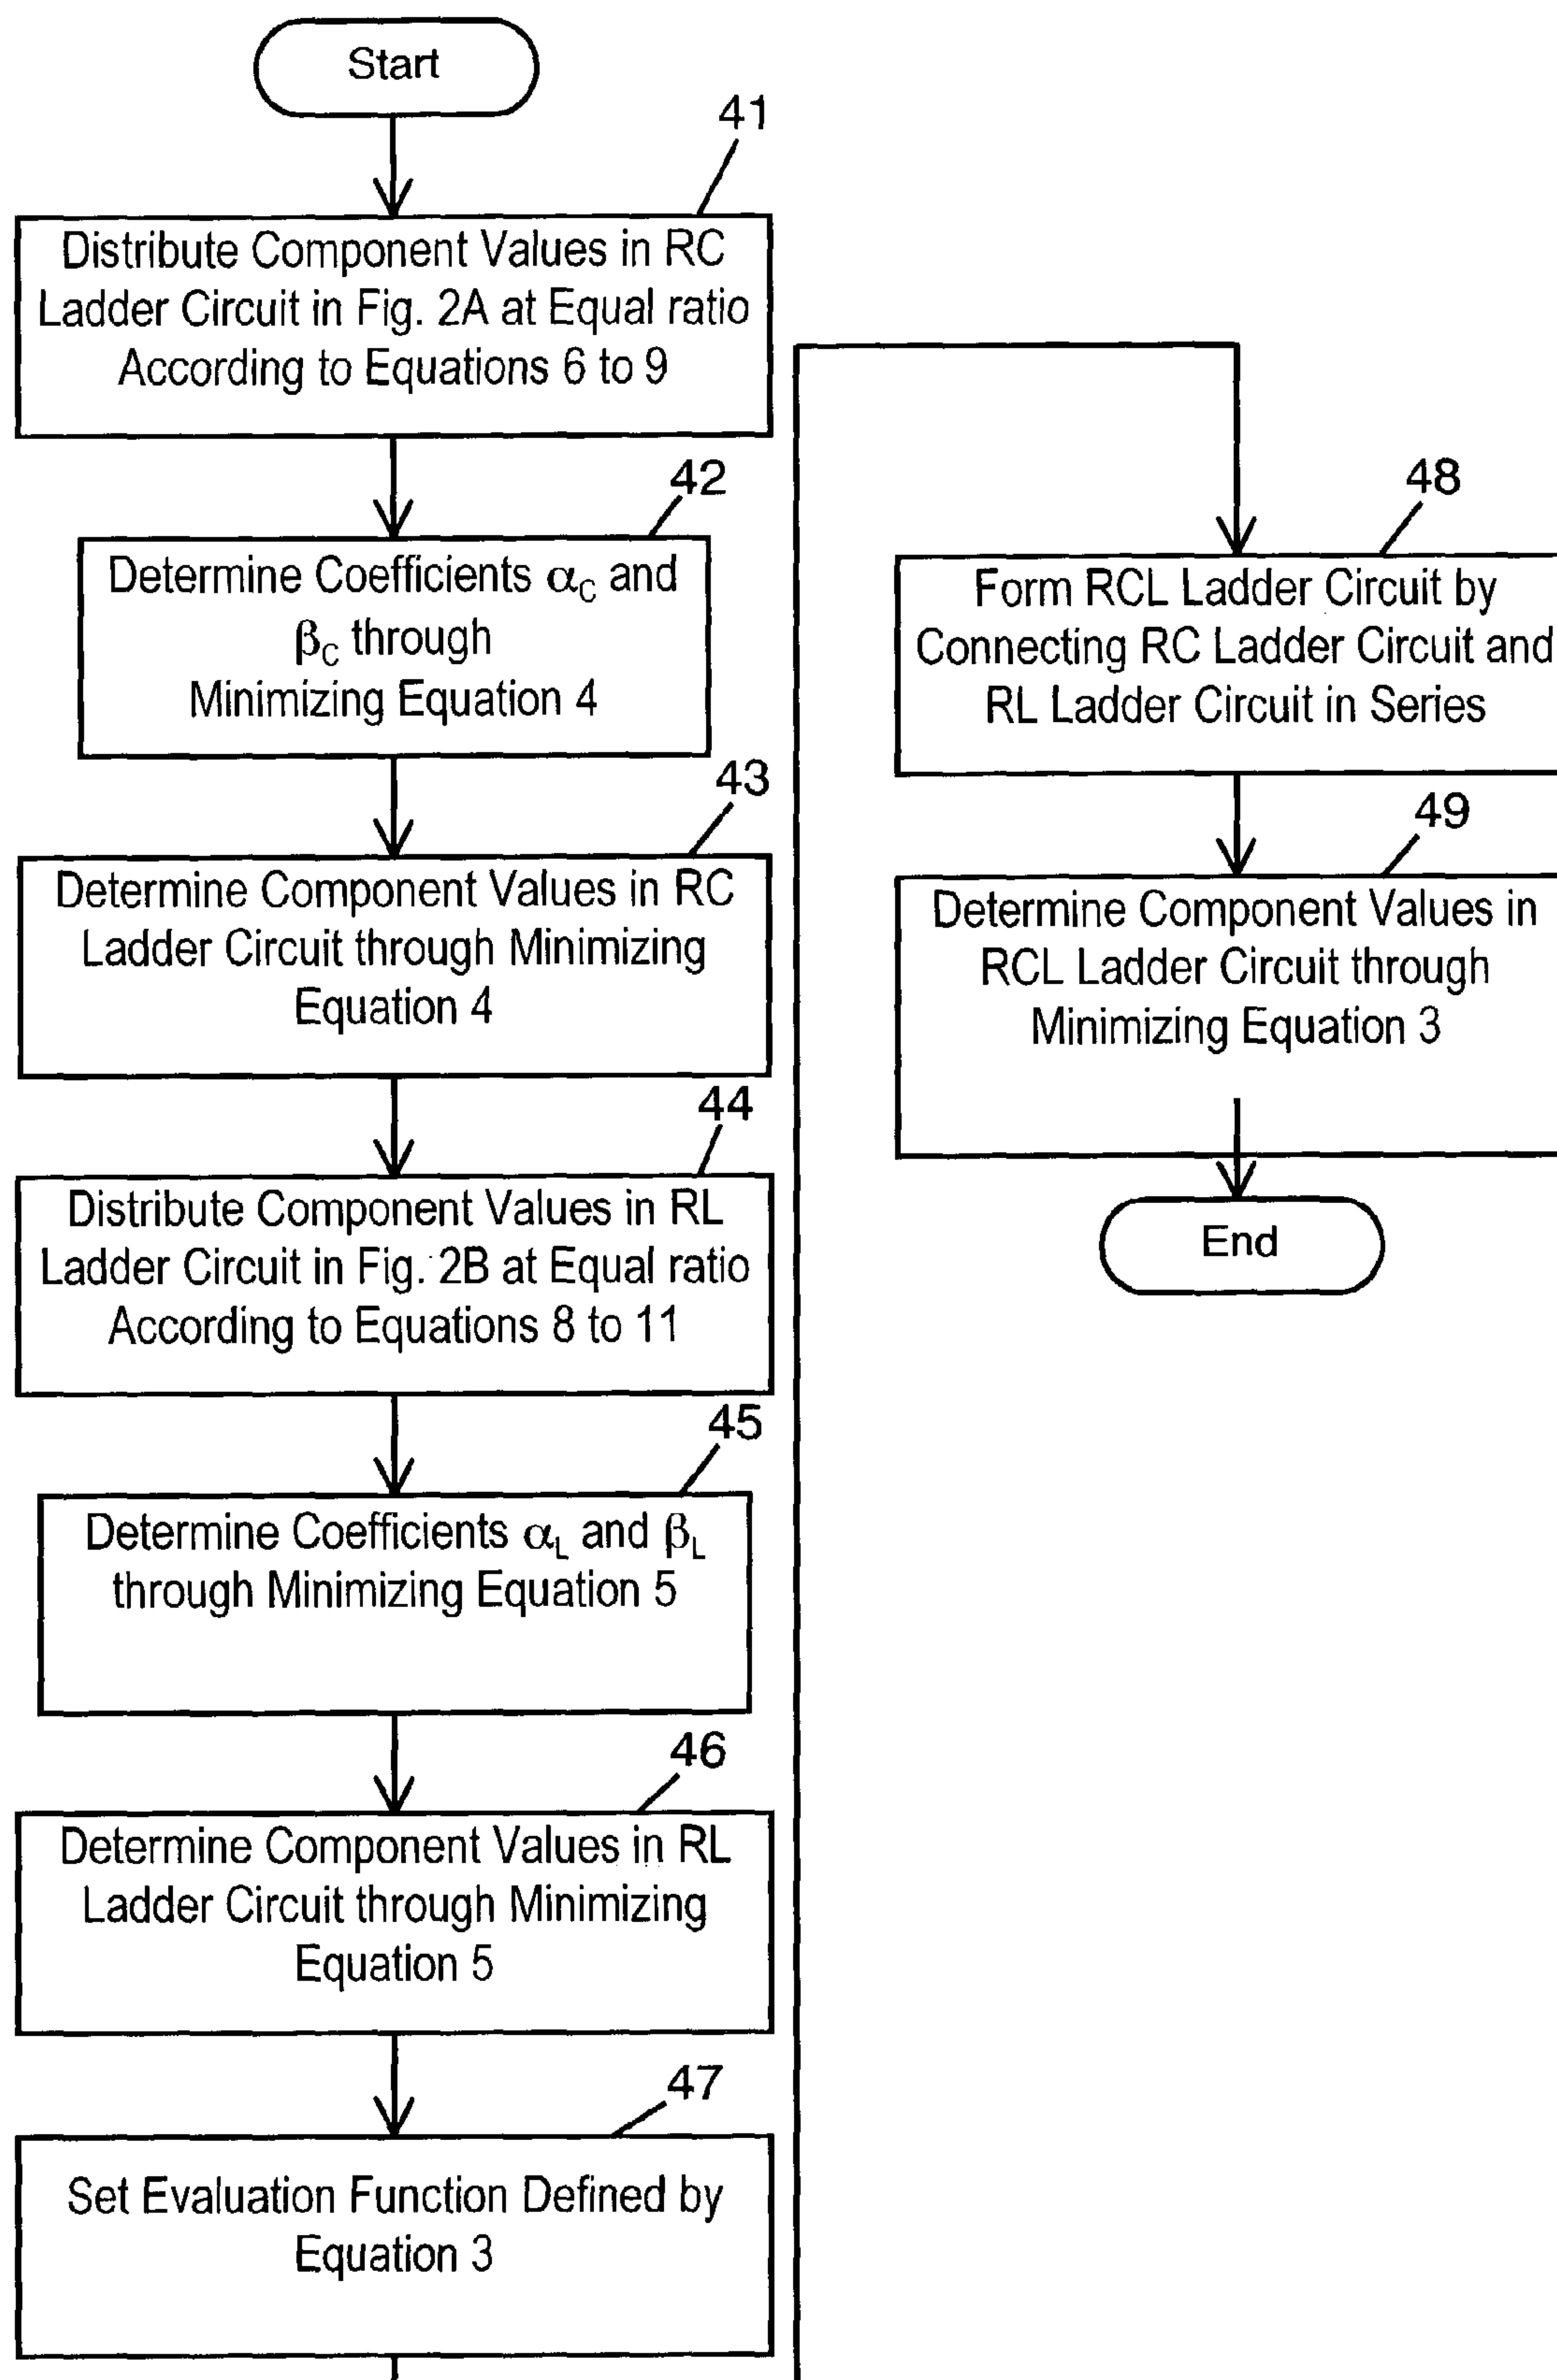 Start
41
Distribute Component Values in RC
Ladder Circuit in Fig. 2A at Equal ratio
According to Equations 6 to 9
42
Determine Coefficients αC and
βC through
Minimizing Equation 4
43
Determine Component Values in RC
Ladder Circuit through Minimizing
Equation 4
44
Distribute Component Values in RL
Ladder Circuit in Fig. 2B at Equal ratio
According to Equations 8 to 11
45
Determine Coefficients αL and βL
through Minimizing Equation 5
46
Determine Component Values in RL
Ladder Circuit through Minimizing
Equation 5
47
Set Evaluation Function Defined by
Equation 3
48
Form RCL Ladder Circuit by
Connecting RC Ladder Circuit and
RL Ladder Circuit in Series
49
Determine Component Values in
RCL Ladder Circuit through
Minimizing Equation 3
End